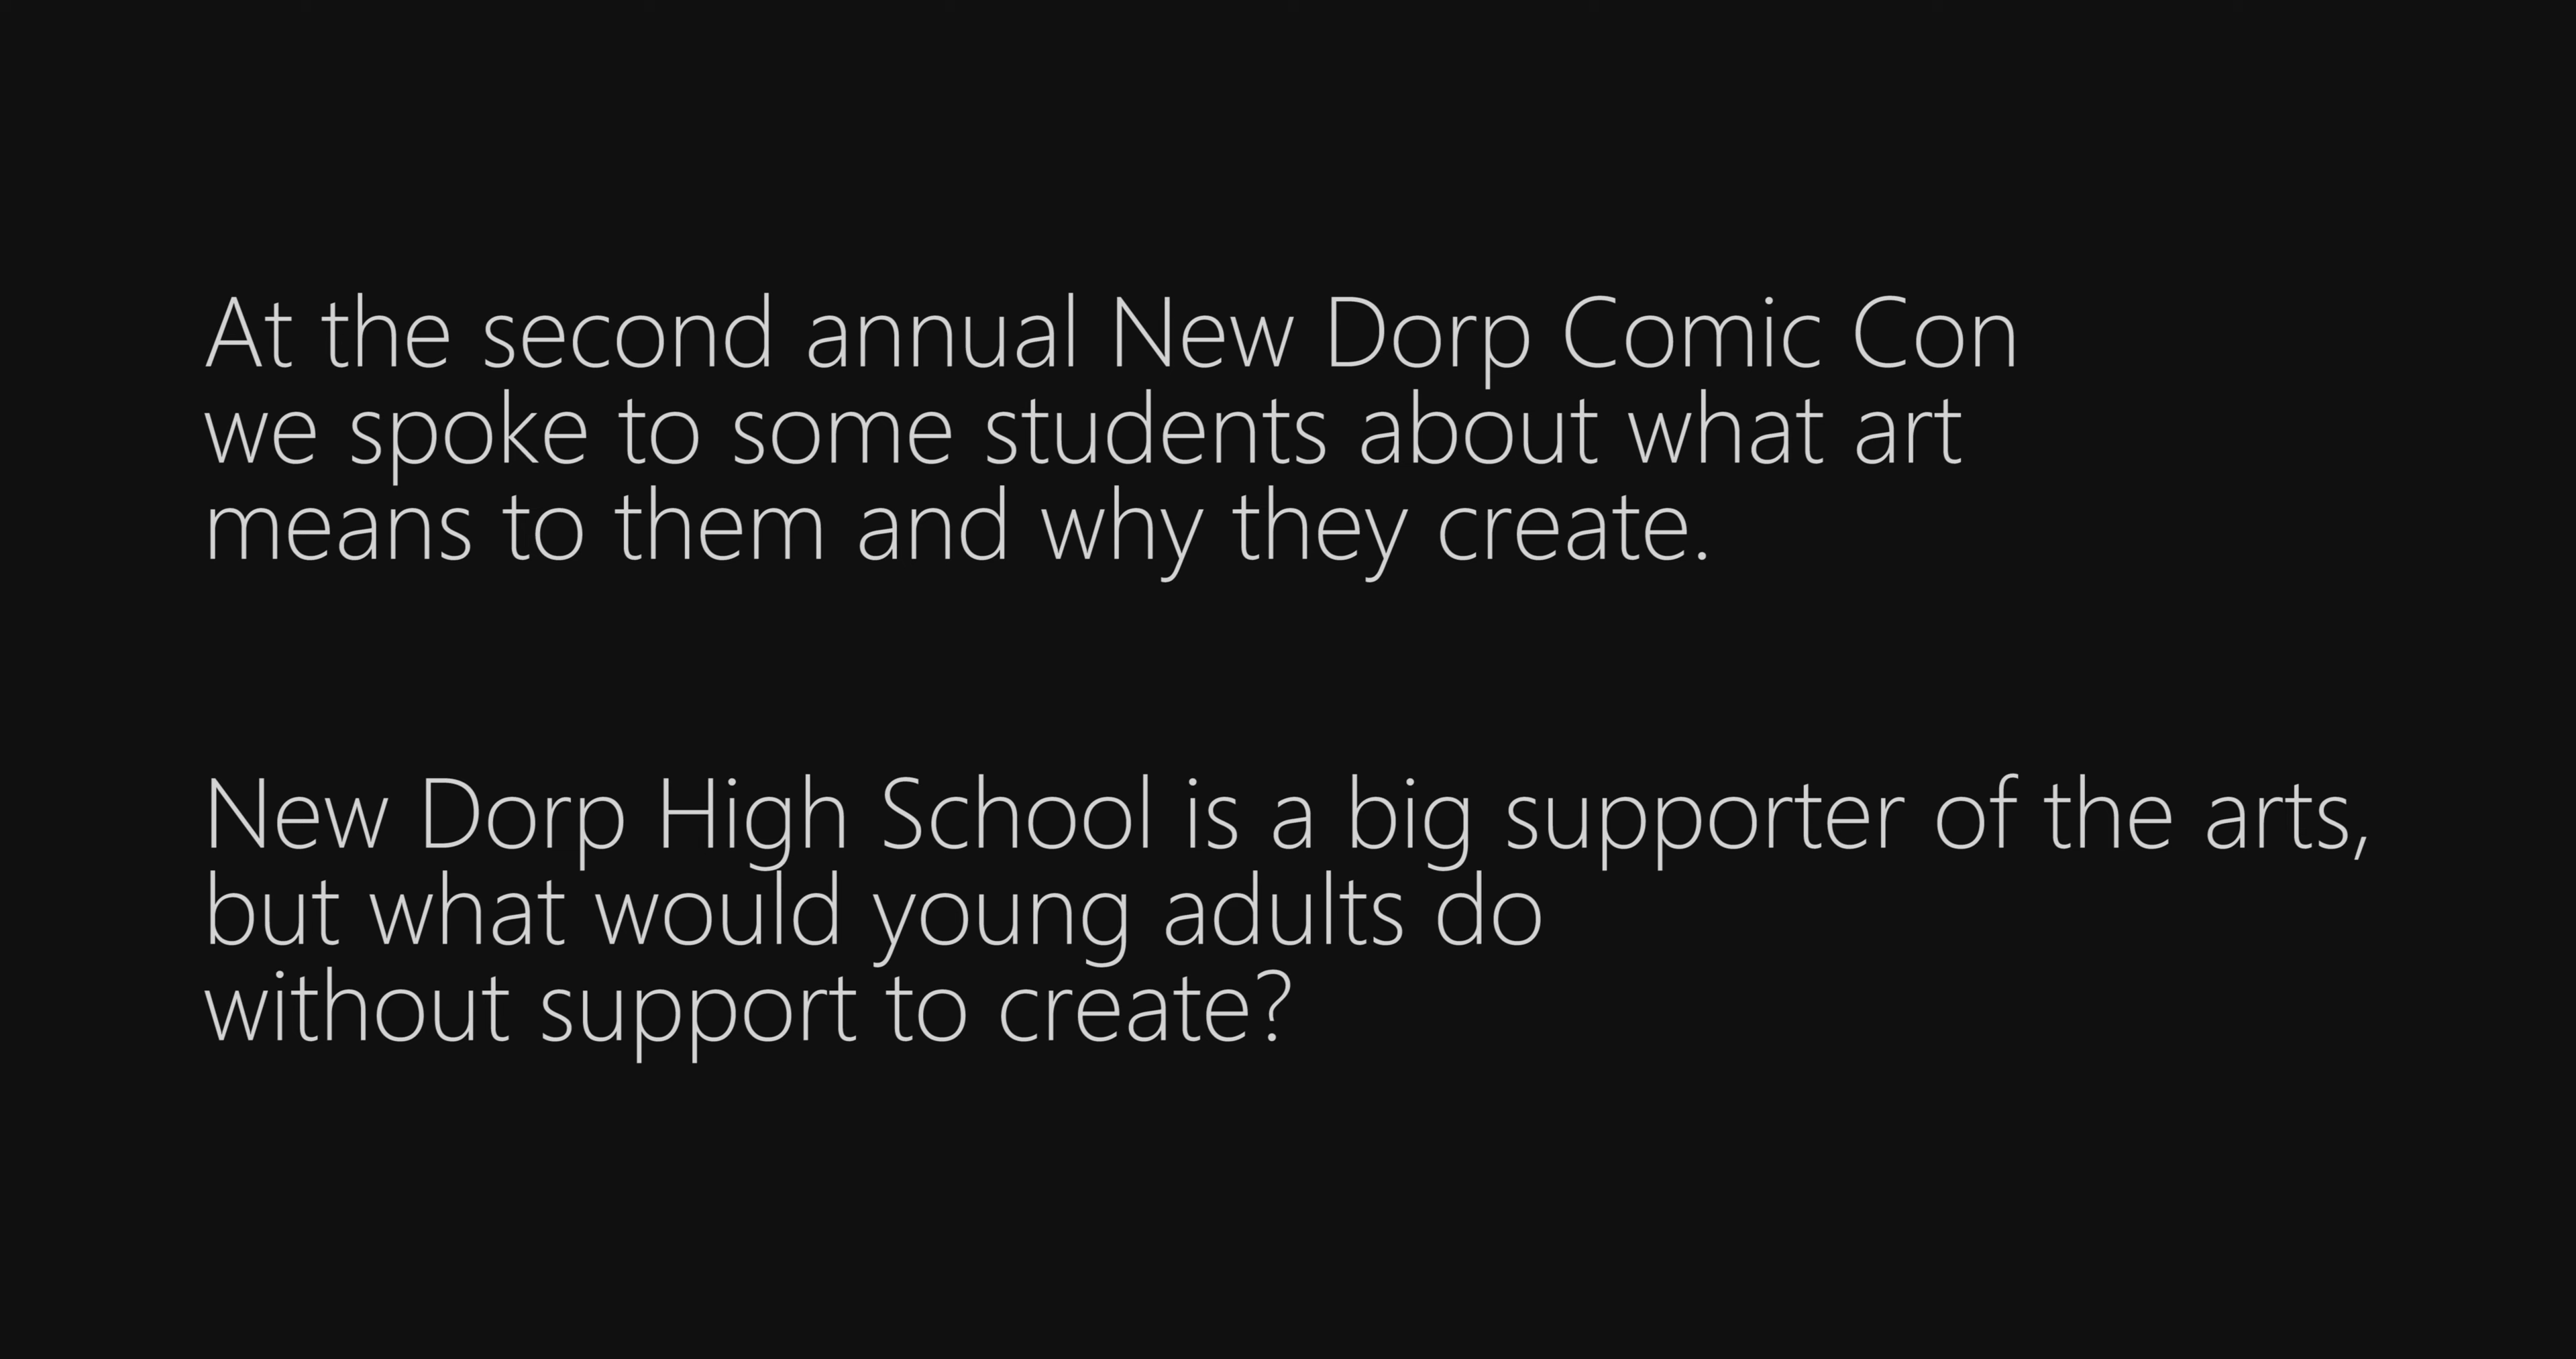 At the second annual New Dorp Comic Con
we spoke to some students about what art
means to them and why they create.
New Dorp High School is a big supporter of the arts,
but what would young adults do
without support to create?